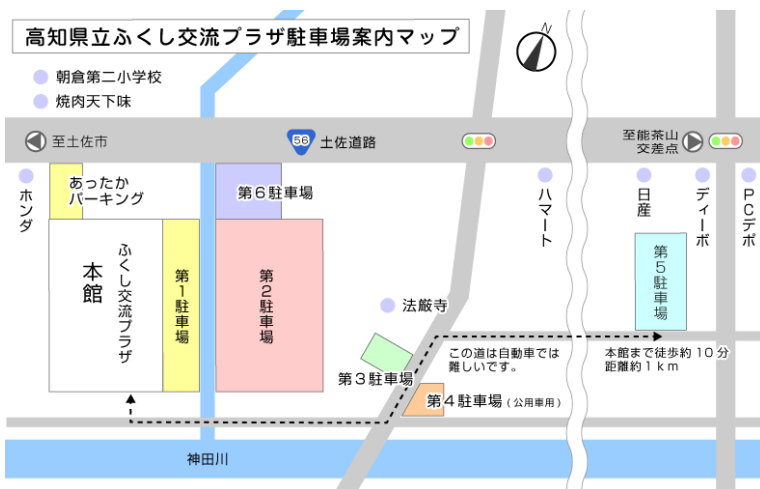 高知県立ふくし交流プラザ駐車場案内マップ
N
朝倉第二小学校
焼肉天下味
至土佐市
56
土佐道路
至能茶山
交差点
ホンダ
あったか
パーキング
第6駐車場
ハマート
日産
ディーボ
PCデポ
本館
ふくし交流プラザ
第1駐車場
第2駐車場
第5駐車場
法厳寺
この道は自動車では
難しいです。
本館まで徒歩約10分
距離約1km
第3駐車場
第4駐車場(公用車用)
神田川